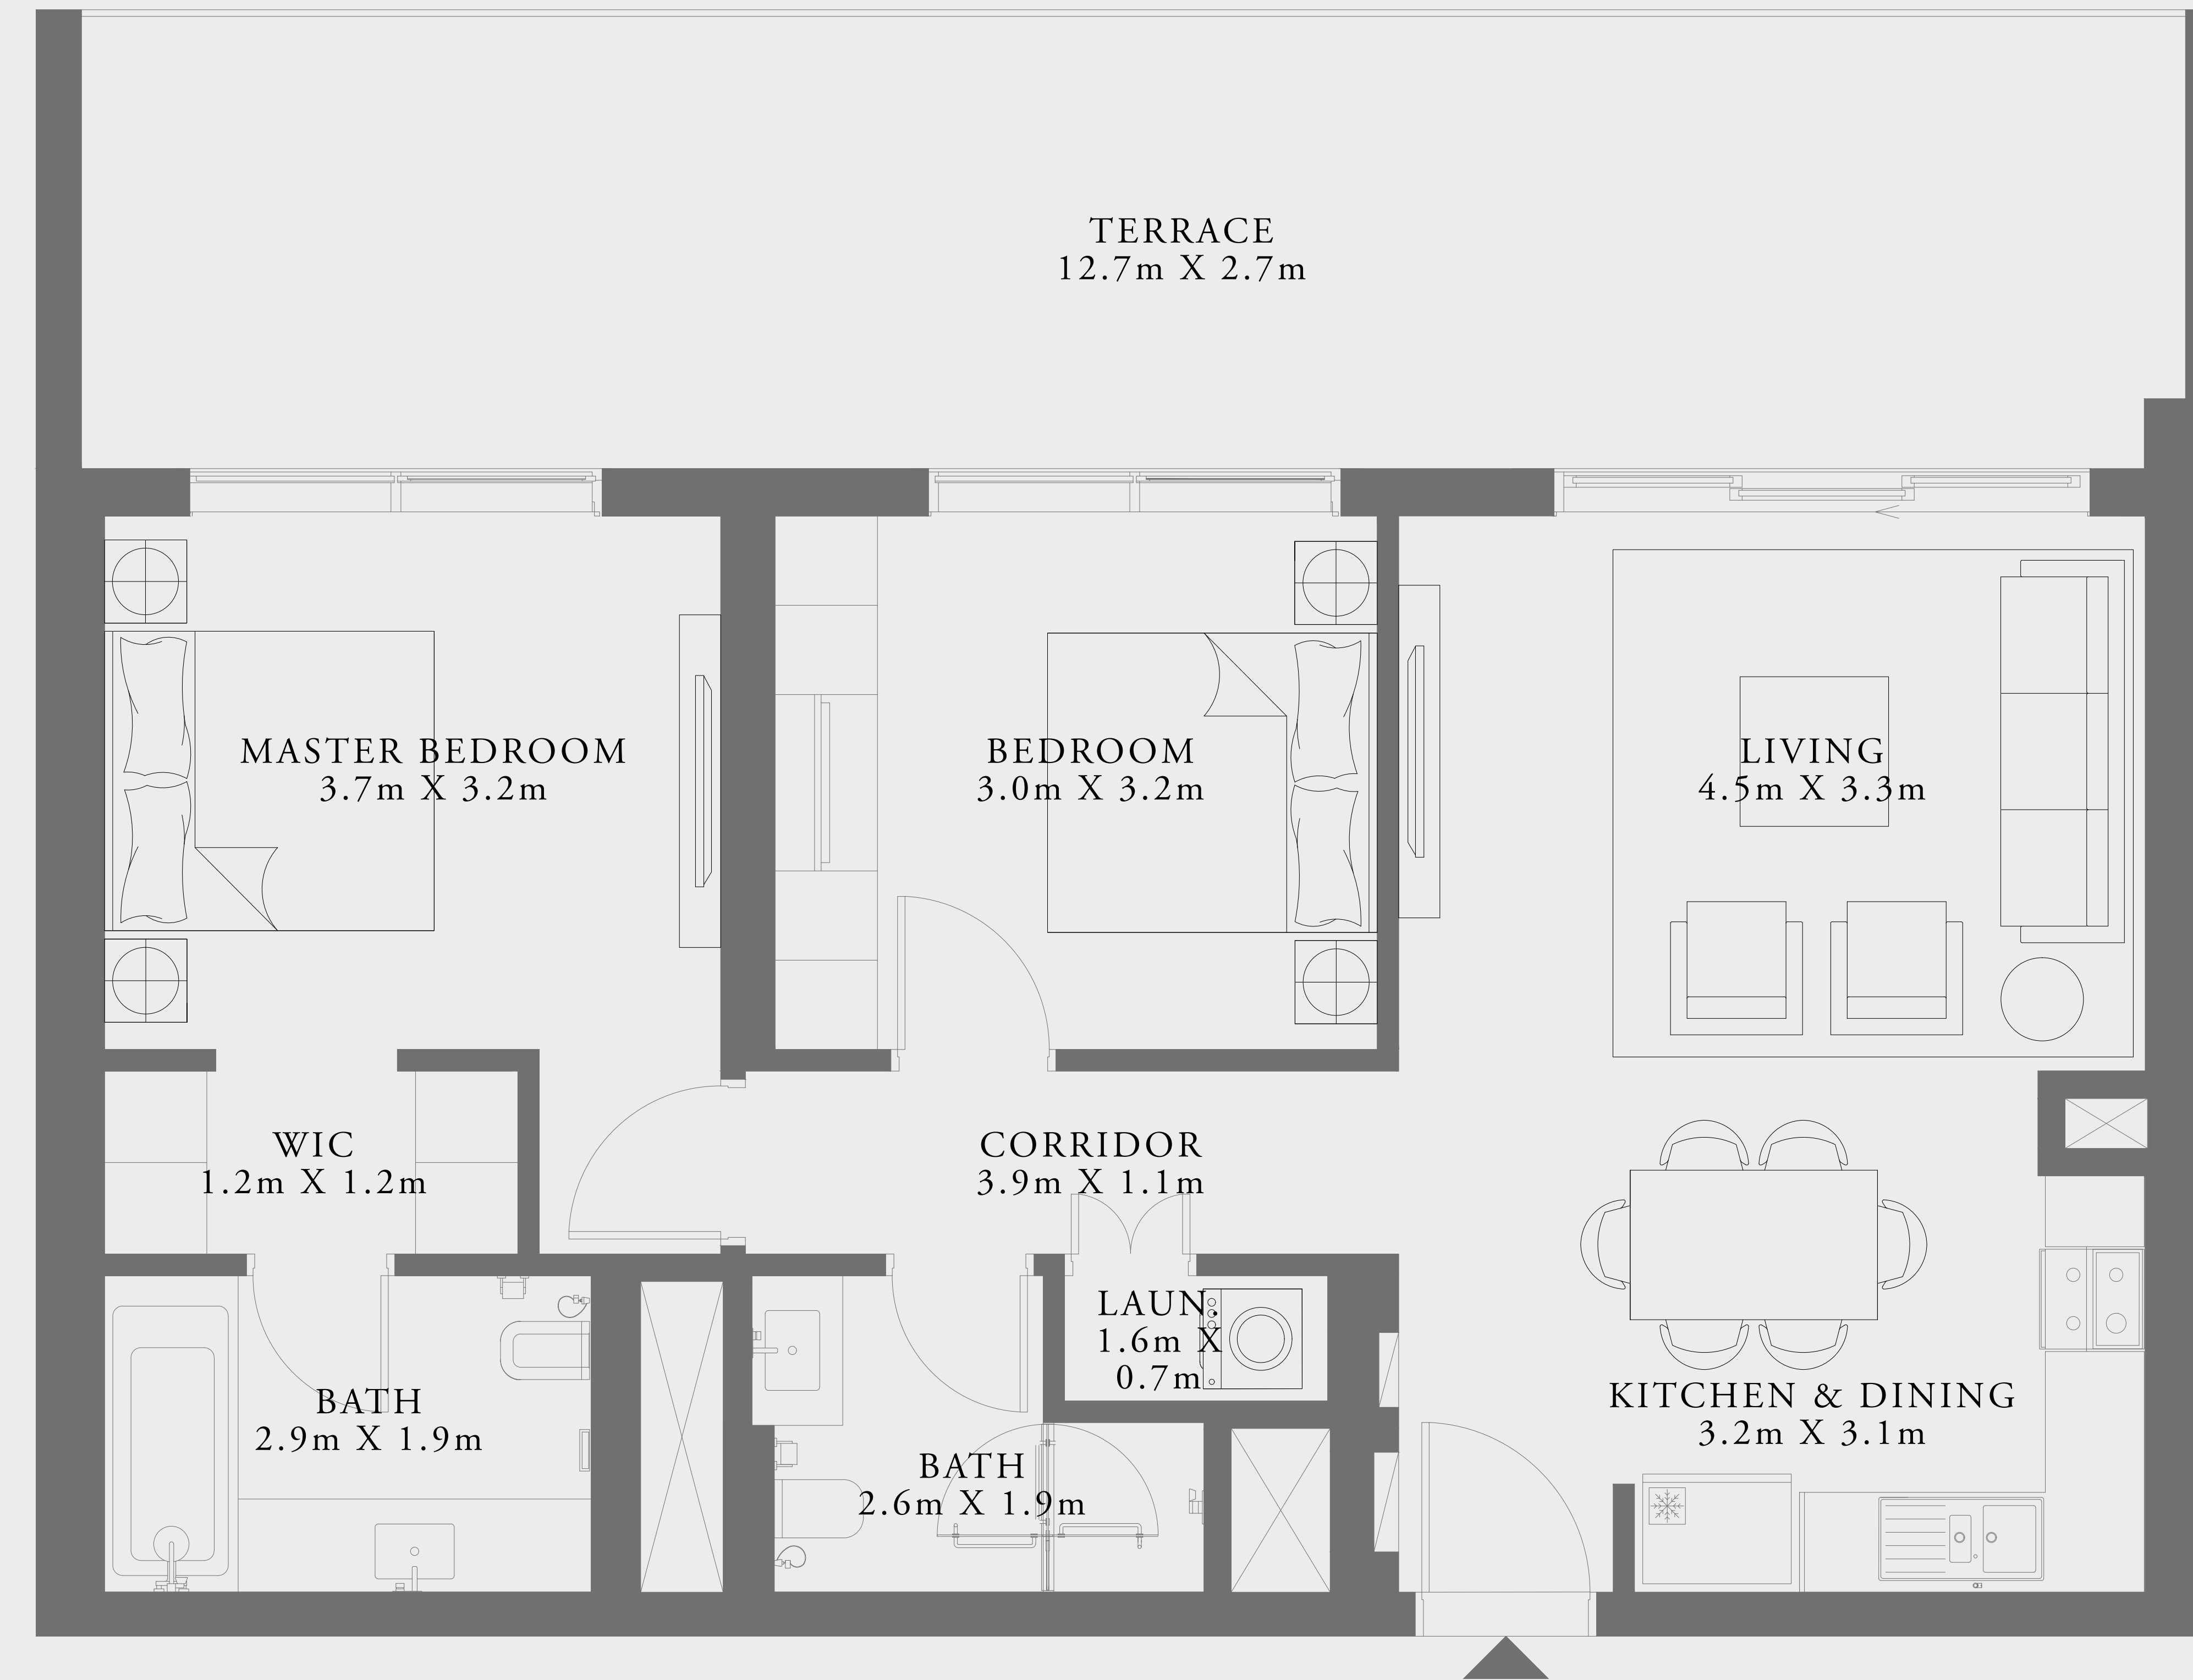 TERRACE
12.7m X 2.7m
MASTER BEDROOM
3.7m X 3.2m
BEDROOM
3.0m X 3.2m
LIVING
4.5m X 3.3m
WIC
1.2m X 1.2m
CORRIDOR
3.9m X 1.1m
LAUN.
1.6m X
0.7m
BATH
2.9m X 1.9m
BATH
2.6m X 1.9m
KITCHEN & DINING
3.2m X 3.1m